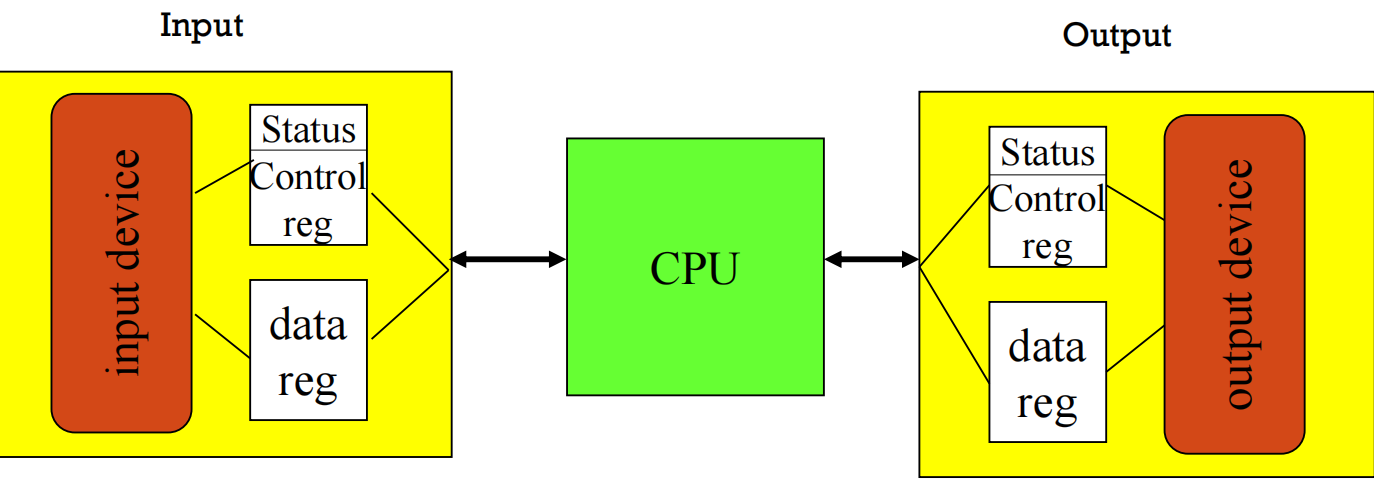 Input
Output
input device
Status
Control
reg
data
reg
CPU
Status
Control
reg
data
reg
output device